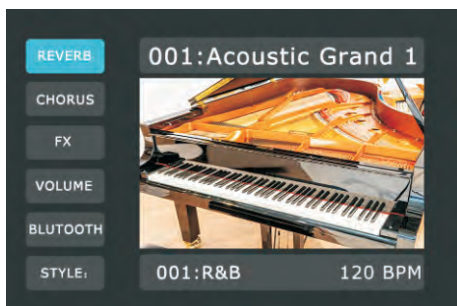 REVERB
001:Acoustic Grand 1
CHORUS
FX
VOLUME
BLUTOOTH
STYLE:
001:R&B 120 BPM